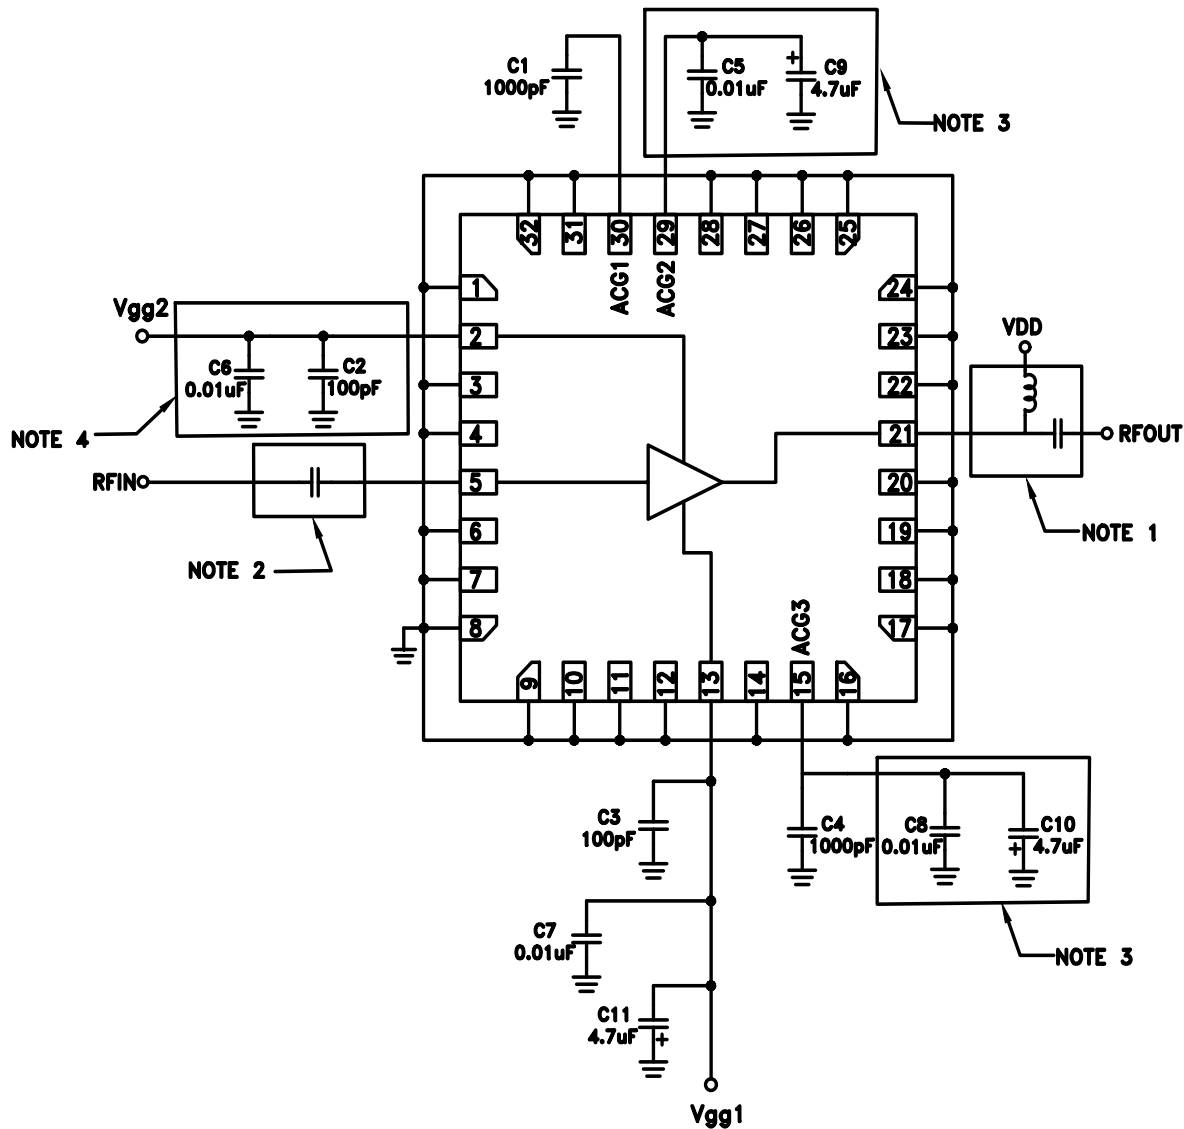 C1
1000pF
C5
0.01uF
C9
4.7uF
NOTE 3
32
31
30
29
28
27
26
25
ACG1
ACG2
Vgg2
C6
0.01uF
C2
100pF
NOTE 4
RFIN
NOTE 2
1
2
3
4
5
6
7
8
24
23
22
21
20
19
18
17
VDD
RFOUT
NOTE 1
ACG3
9
10
11
12
13
14
15
16
C3
100pF
C4
1000pF
C8
0.01uF
C10
4.7uF
C7
0.01uF
NOTE 3
C11
4.7uF
Vgg1
+
+
+